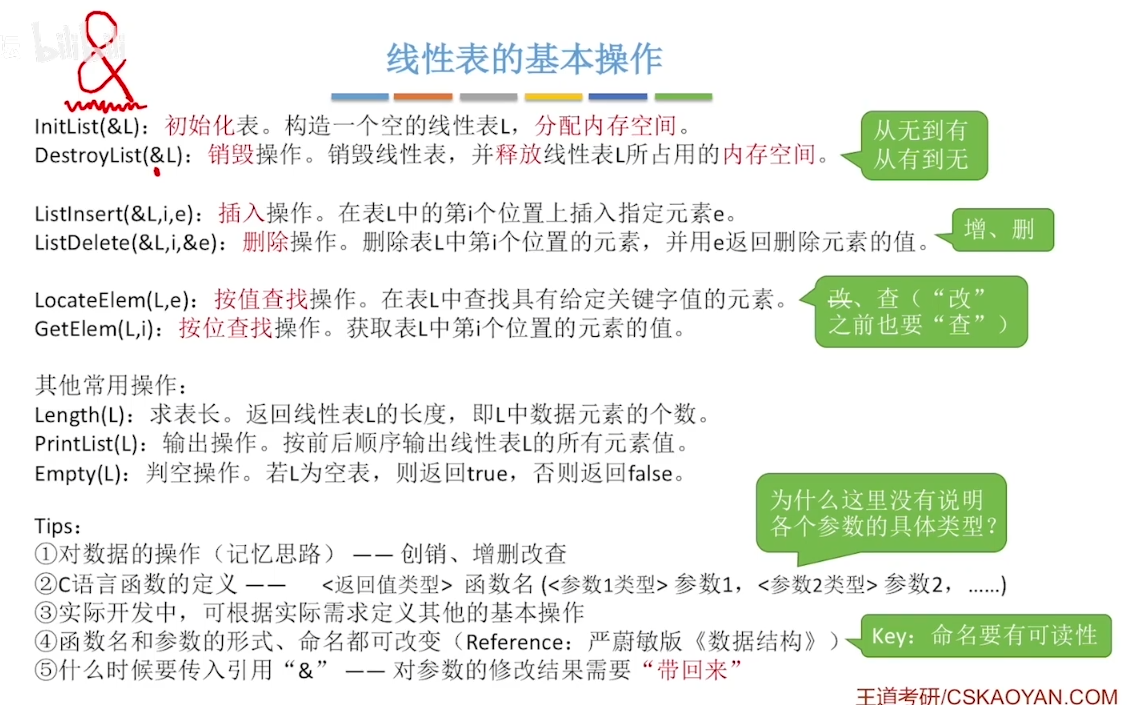 &
bilibili
线性表的基本操作
InitList(&L)：初始化表。构造一个空的线性表L，分配内存空间。
DestroyList(&L)：销毁操作。销毁线性表，并释放线性表L所占用的内存空间。
从无到有
从有到无
ListInsert(&L,i,e)：插入操作。在表L中的第i个位置上插入指定元素e。
ListDelete(&L,i,&e)：删除操作。删除表L中第i个位置的元素，并用e返回删除元素的值。
增、删
LocateElem(L,e)：按值查找操作。在表L中查找具有给定关键字值的元素。
GetElem(L,i)：按位查找操作。获取表L中第i个位置的元素的值。
改、查（“改”
之前也要“查”）
其他常用操作：
Length(L)：求表长。返回线性表L的长度，即L中数据元素的个数。
PrintList(L)：输出操作。按前后顺序输出线性表L的所有元素值。
Empty(L)：判空操作。若L为空表，则返回true，否则返回false。
为什么这里没有说明
各个参数的具体类型？
Tips：
①对数据的操作（记忆思路） —— 创销、增删改查
②C语言函数的定义 —— <返回值类型> 函数名 (<参数1类型> 参数1，<参数2类型> 参数2，……)
③实际开发中，可根据实际需求定义其他的基本操作
④函数名和参数的形式、命名都可改变（Reference：严蔚敏版《数据结构》）
Key：命名要有可读性
⑤什么时候要传入引用“&” —— 对参数的修改结果需要“带回来”
王道考研/CSKAOYAN.COM